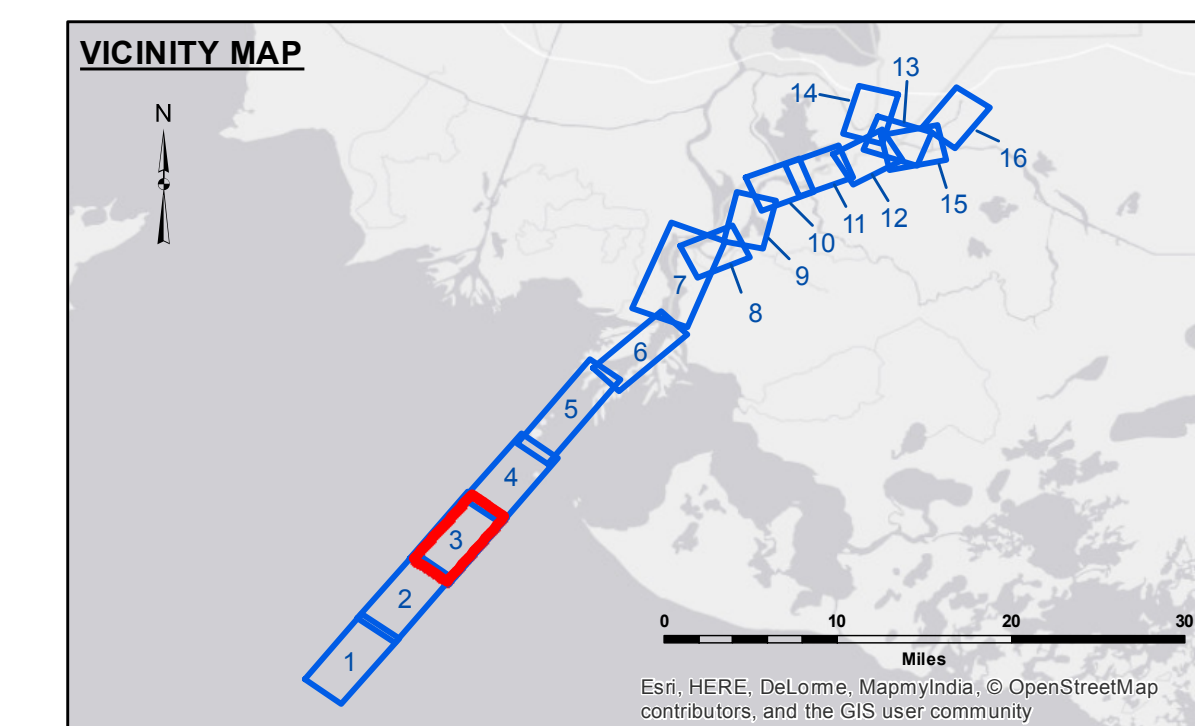 VICINITY MAP
N
13
14
16
15
12
11
10
9
8
7
6
5
4
3
2
1
0 10 20 30
Miles
Esri, HERE, DeLorme, MapmyIndia, © OpenStreetMap
contributors, and the GIS user community